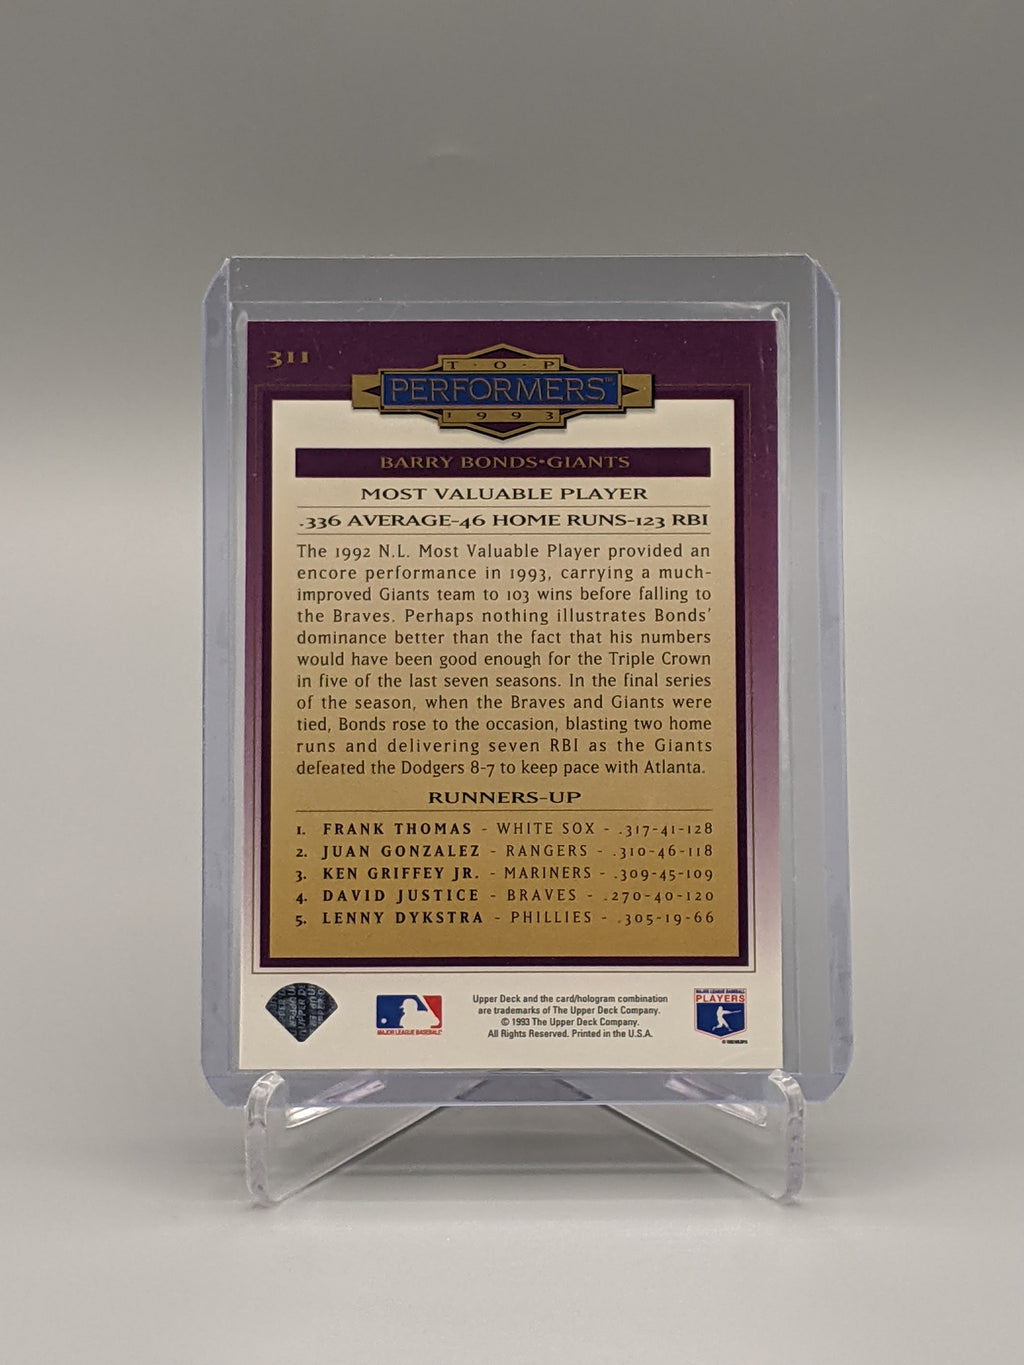 311
T·O·P
PERFORMERS™
1993
BARRY BONDS·GIANTS
MOST VALUABLE PLAYER
.336 AVERAGE-46 HOME RUNS-123 RBI
The 1992 N.L. Most Valuable Player provided an
encore performance in 1993, carrying a much-
improved Giants team to 103 wins before falling to
the Braves. Perhaps nothing illustrates Bonds'
dominance better than the fact that his numbers
would have been good enough for the Triple Crown
in five of the last seven seasons. In the final series
of the season, when the Braves and Giants were
tied, Bonds rose to the occasion, blasting two home
runs and delivering seven RBI as the Giants
defeated the Dodgers 8-7 to keep pace with Atlanta.
RUNNERS-UP
1. FRANK THOMAS - WHITE SOX - .317-41-128
2. JUAN GONZALEZ - RANGERS - .310-46-118
3. KEN GRIFFEY JR. - MARINERS - .309-45-109
4. DAVID JUSTICE - BRAVES - .270-40-120
5. LENNY DYKSTRA - PHILLIES - .305-19-66
MAJOR LEAGUE BASEBALL
Upper Deck and the card/hologram combination
are trademarks of The Upper Deck Company.
© 1993 The Upper Deck Company.
All Rights Reserved. Printed in the U.S.A.
MAJOR LEAGUE BASEBALL
PLAYERS